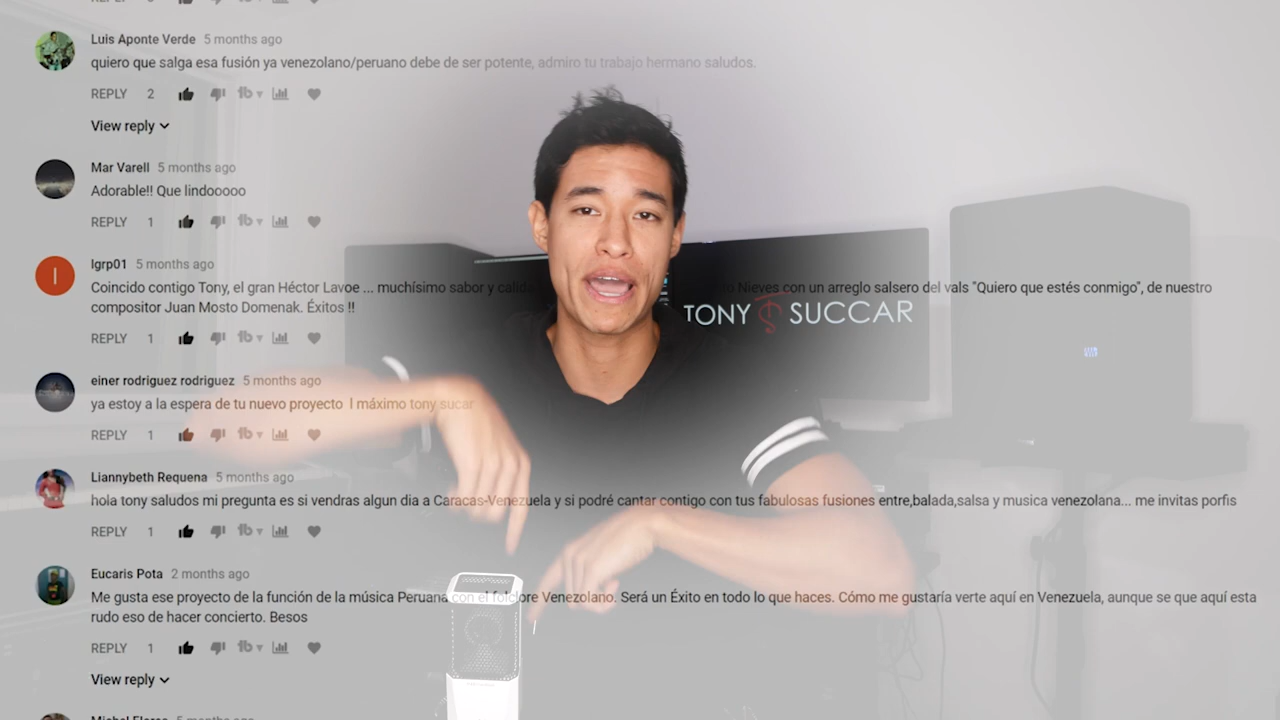 REPLY
Luis Aponte Verde 5 months ago
quiero que salga esa fusión ya venezolano/peruano debe de ser potente, admiro tu trabajo hermano saludos.
REPLY 2
View reply
Mar Varell 5 months ago
Adorable!! Que lindooooo
REPLY 1
lgrp01 5 months ago
Coincido contigo Tony, el gran Héctor Lavoe ... muchísimo sabor y Nieves con un arreglo salsero del vals "Quiero que estés conmigo", de nuestro
compositor Juan Mosto Domenak. Éxitos !!
TONY SUCCAR
REPLY 1
einer rodriguez rodriguez 5 months ago
ya estoy a la espera de tu nuevo proyecto l máximo tony sucar
REPLY 1
Liannybeth Requena 5 months ago
hola tony saludos mi pregunta es si vendras algun dia a Caracas-Venezuela y si podré cantar contigo con tus fabulosas fusiones entre,balada,salsa y musica venezolana... me invitas porfis
REPLY 1
Eucaris Pota 2 months ago
Me gusta ese proyecto de la función de la música Peruana con el folclore Venezolano. Será un Éxito en todo lo que haces. Cómo me gustaría verte aquí en Venezuela, aunque se que aquí esta
rudo eso de hacer concierto. Besos
REPLY 1
View reply
Michel Flores 5 months ago